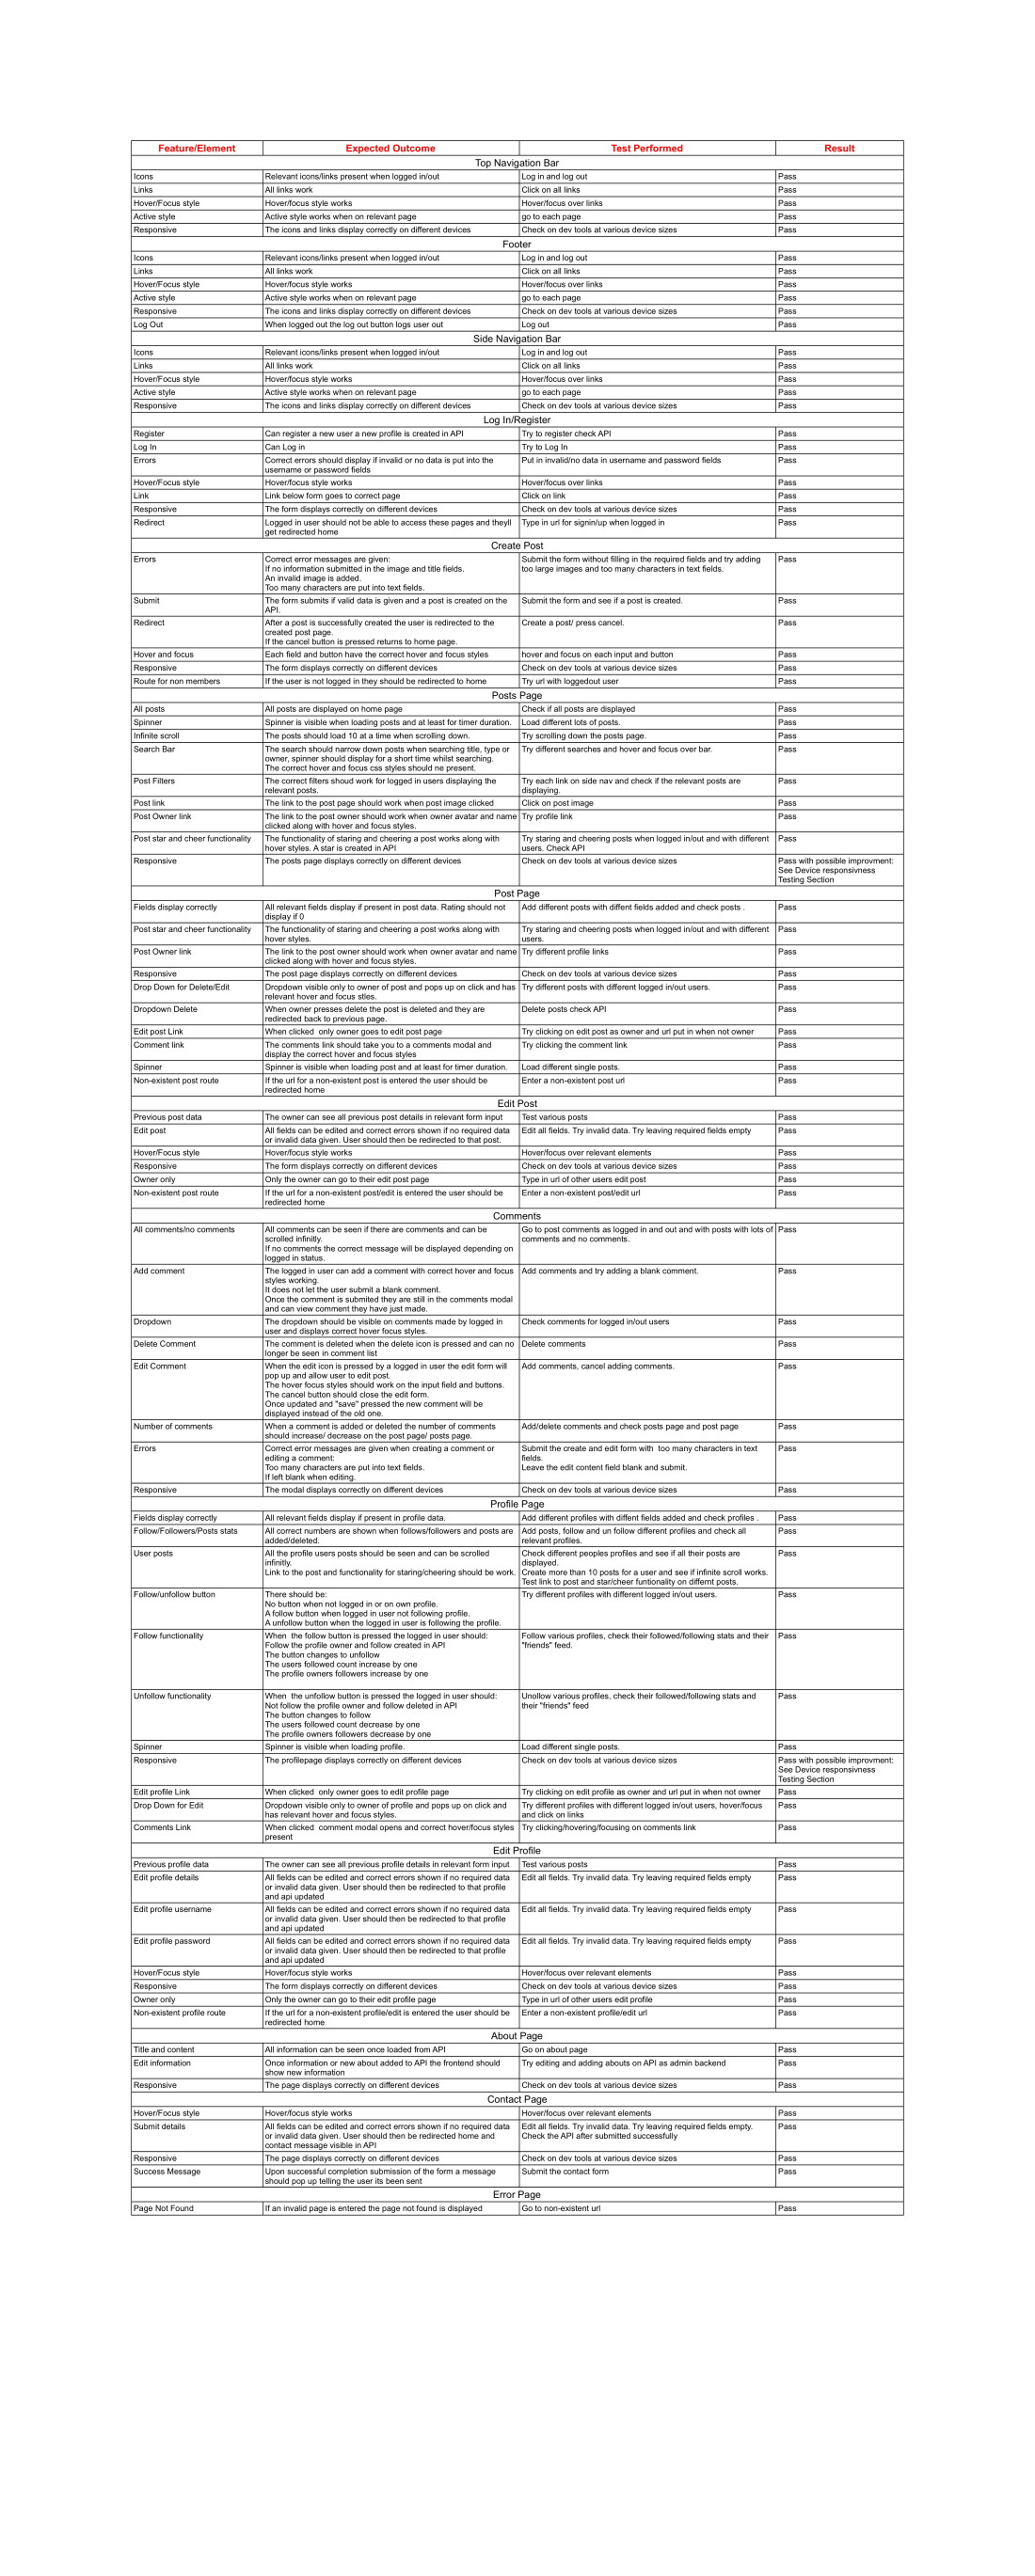 Feature/Element Expected Outcome Test Performed Result
Top Navigation Bar
Icons Relevant icons/links present when logged in/out Log in and log out Pass
Links All links work Click on all links Pass
Hover/Focus style Hover/focus style works Hover/focus over links Pass
Active style Active style works when on relevant page go to each page Pass
Responsive The icons and links display correctly on different devices Check on dev tools at various device sizes Pass
Footer
Icons Relevant icons/links present when logged in/out Log in and log out Pass
Links All links work Click on all links Pass
Hover/Focus style Hover/focus style works Hover/focus over links Pass
Active style Active style works when on relevant page go to each page Pass
Responsive The icons and links display correctly on different devices Check on dev tools at various device sizes Pass
Log Out When logged out the log out button logs user out Log out Pass
Side Navigation Bar
Icons Relevant icons/links present when logged in/out Log in and log out Pass
Links All links work Click on all links Pass
Hover/Focus style Hover/focus style works Hover/focus over links Pass
Active style Active style works when on relevant page go to each page Pass
Responsive The icons and links display correctly on different devices Check on dev tools at various device sizes Pass
Log In/Register
Register Can register a new user a new profile is created in API Try to register check API Pass
Log In Can Log in Try to Log In Pass
Errors Correct errors should display if invalid or no data is put into the Put in invalid/no data in username and password fields Pass
username or password fields
Hover/Focus style Hover/focus style works Hover/focus over links Pass
Link Link below form goes to correct page Click on link Pass
Responsive The form displays correctly on different devices Check on dev tools at various device sizes Pass
Redirect Logged in user should not be able to access these pages and theyll Type in url for signin/up when logged in Pass
get redirected home
Create Post
Errors Correct error messages are given: Submit the form without filling in the required fields and try adding Pass
If no information submitted in the image and title fields. too large images and too many characters in text fields.
An invalid image is added.
Too many characters are put into text fields.
Submit The form submits if valid data is given and a post is created on the Submit the form and see if a post is created. Pass
API.
Redirect After a post is successfully created the user is redirected to the Create a post/ press cancel. Pass
created post page.
If the cancel button is pressed returns to home page.
Hover and focus Each field and button have the correct hover and focus styles hover and focus on each input and button Pass
Responsive The form displays correctly on different devices Check on dev tools at various device sizes Pass
Route for non members If the user is not logged in they should be redirected to home Try url with loggedout user Pass
Posts Page
All posts All posts are displayed on home page Check if all posts are displayed Pass
Spinner Spinner is visible when loading posts and at least for timer duration. Load different lots of posts. Pass
Infinite scroll The posts should load 10 at a time when scrolling down. Try scrolling down the posts page. Pass
Search Bar The search should narrow down posts when searching title, type or Try different searches and hover and focus over bar. Pass
owner, spinner should display for a short time whilst searching.
The correct hover and focus css styles should ne present.
Post Filters The correct filters shoud work for logged in users displaying the Try each link on side nav and check if the relevant posts are Pass
relevant posts. displaying.
Post link The link to the post page should work when post image clicked Click on post image Pass
Post Owner link The link to the post owner should work when owner avatar and name Try profile link Pass
clicked along with hover and focus styles.
Post star and cheer functionality The functionality of staring and cheering a post works along with Try staring and cheering posts when logged in/out and with different Pass
hover styles. A star is created in API users. Check API
Responsive The posts page displays correctly on different devices Check on dev tools at various device sizes Pass with possible improvment:
See Device responsivness
Testing Section
Post Page
Fields display correctly All relevant fields display if present in post data. Rating should not Add different posts with diffent fields added and check posts . Pass
display if 0
Post star and cheer functionality The functionality of staring and cheering a post works along with Try staring and cheering posts when logged in/out and with different Pass
hover styles. users.
Post Owner link The link to the post owner should work when owner avatar and name Try different profile links Pass
clicked along with hover and focus styles.
Responsive The post page displays correctly on different devices Check on dev tools at various device sizes Pass
Drop Down for Delete/Edit Dropdown visible only to owner of post and pops up on click and has Try different posts with different logged in/out users. Pass
relevant hover and focus stles.
Dropdown Delete When owner presses delete the post is deleted and they are Delete posts check API Pass
redirected back to previous page.
Edit post Link When clicked only owner goes to edit post page Try clicking on edit post as owner and url put in when not owner Pass
Comment link The comments link should take you to a comments modal and Try clicking the comment link Pass
display the correct hover and focus styles
Spinner Spinner is visible when loading post and at least for timer duration. Load different single posts. Pass
Non-existent post route If the url for a non-existent post is entered the user should be Enter a non-existent post url Pass
redirected home
Edit Post
Previous post data The owner can see all previous post details in relevant form input Test various posts Pass
Edit post All fields can be edited and correct errors shown if no required data Edit all fields. Try invalid data. Try leaving required fields empty Pass
or invalid data given. User should then be redirected to that post.
Hover/Focus style Hover/focus style works Hover/focus over relevant elements Pass
Responsive The form displays correctly on different devices Check on dev tools at various device sizes Pass
Owner only Only the owner can go to their edit post page Type in url of other users edit post Pass
Non-existent post route If the url for a non-existent post/edit is entered the user should be Enter a non-existent post/edit url Pass
redirected home
Comments
All comments/no comments All comments can be seen if there are comments and can be Go to post comments as logged in and out and with posts with lots of Pass
scrolled infinitly. comments and no comments.
If no comments the correct message will be displayed depending on
logged in status.
Add comment The logged in user can add a comment with correct hover and focus Add comments and try adding a blank comment. Pass
styles working.
It does not let the user submit a blank comment.
Once the comment is submited they are still in the comments modal
and can view comment they have just made.
Dropdown The dropdown should be visible on comments made by logged in Check comments for logged in/out users Pass
user and displays correct hover focus styles.
Delete Comment The comment is deleted when the delete icon is pressed and can no Delete comments Pass
longer be seen in comment list
Edit Comment When the edit icon is pressed by a logged in user the edit form will Add comments, cancel adding comments. Pass
pop up and allow user to edit post.
The hover focus styles should work on the input field and buttons.
The cancel button should close the edit form.
Once updated and "save" pressed the new comment will be
displayed instead of the old one.
Number of comments When a comment is added or deleted the number of comments Add/delete comments and check posts page and post page Pass
should increase/ decrease on the post page/ posts page.
Errors Correct error messages are given when creating a comment or Submit the create and edit form with too many characters in text Pass
editing a comment: fields.
Too many characters are put into text fields. Leave the edit content field blank and submit.
If left blank when editing.
Responsive The modal displays correctly on different devices Check on dev tools at various device sizes Pass
Profile Page
Fields display correctly All relevant fields display if present in profile data. Add different profiles with diffent fields added and check profiles . Pass
Follow/Followers/Posts stats All correct numbers are shown when follows/followers and posts are Add posts, follow and un follow different profiles and check all Pass
added/deleted. relevant profiles.
User posts All the profile users posts should be seen and can be scrolled Check different peoples profiles and see if all their posts are Pass
infinitly. displayed.
Link to the post and functionality for staring/cheering should be work. Create more than 10 posts for a user and see if infinite scroll works.
Test link to post and star/cheer funtionality on differnt posts.
Follow/unfollow button There should be: Try different profiles with different logged in/out users. Pass
No button when not logged in or on own profile.
A follow button when logged in user not following profile.
A unfollow button when the logged in user is following the profile.
Follow functionality When the follow button is pressed the logged in user should: Follow various profiles, check their followed/following stats and their Pass
Follow the profile owner and follow created in API "friends" feed.
The button changes to unfollow
The users followed count increase by one
The profile owners followers increase by one
Unfollow functionality When the unfollow button is pressed the logged in user should: Unollow various profiles, check their followed/following stats and Pass
Not follow the profile owner and follow deleted in API their "friends" feed
The button changes to follow
The users followed count decrease by one
The profile owners followers decrease by one
Spinner Spinner is visible when loading profile. Load different single posts. Pass
Responsive The profilepage displays correctly on different devices Check on dev tools at various device sizes Pass with possible improvment:
See Device responsivness
Testing Section
Edit profile Link When clicked only owner goes to edit profile page Try clicking on edit profile as owner and url put in when not owner Pass
Drop Down for Edit Dropdown visible only to owner of profile and pops up on click and Try different profiles with different logged in/out users, hover/focus Pass
has relevant hover and focus styles. and click on links
Comments Link When clicked comment modal opens and correct hover/focus styles Try clicking/hovering/focusing on comments link Pass
present
Edit Profile
Previous profile data The owner can see all previous profile details in relevant form input Test various posts Pass
Edit profile details All fields can be edited and correct errors shown if no required data Edit all fields. Try invalid data. Try leaving required fields empty Pass
or invalid data given. User should then be redirected to that profile
and api updated
Edit profile username All fields can be edited and correct errors shown if no required data Edit all fields. Try invalid data. Try leaving required fields empty Pass
or invalid data given. User should then be redirected to that profile
and api updated
Edit profile password All fields can be edited and correct errors shown if no required data Edit all fields. Try invalid data. Try leaving required fields empty Pass
or invalid data given. User should then be redirected to that profile
and api updated
Hover/Focus style Hover/focus style works Hover/focus over relevant elements Pass
Responsive The form displays correctly on different devices Check on dev tools at various device sizes Pass
Owner only Only the owner can go to their edit profile page Type in url of other users edit profile Pass
Non-existent profile route If the url for a non-existent profile/edit is entered the user should be Enter a non-existent profile/edit url Pass
redirected home
About Page
Title and content All information can be seen once loaded from API Go on about page Pass
Edit information Once information or new about added to API the frontend should Try editing and adding abouts on API as admin backend Pass
show new information
Responsive The page displays correctly on different devices Check on dev tools at various device sizes Pass
Contact Page
Hover/Focus style Hover/focus style works Hover/focus over relevant elements Pass
Submit details All fields can be edited and correct errors shown if no required data Edit all fields. Try invalid data. Try leaving required fields empty. Pass
or invalid data given. User should then be redirected home and Check the API after submitted successfully
contact message visible in API
Responsive The page displays correctly on different devices Check on dev tools at various device sizes Pass
Success Message Upon successful completion submission of the form a message Submit the contact form Pass
should pop up telling the user its been sent
Error Page
Page Not Found If an invalid page is entered the page not found is displayed Go to non-existent url Pass